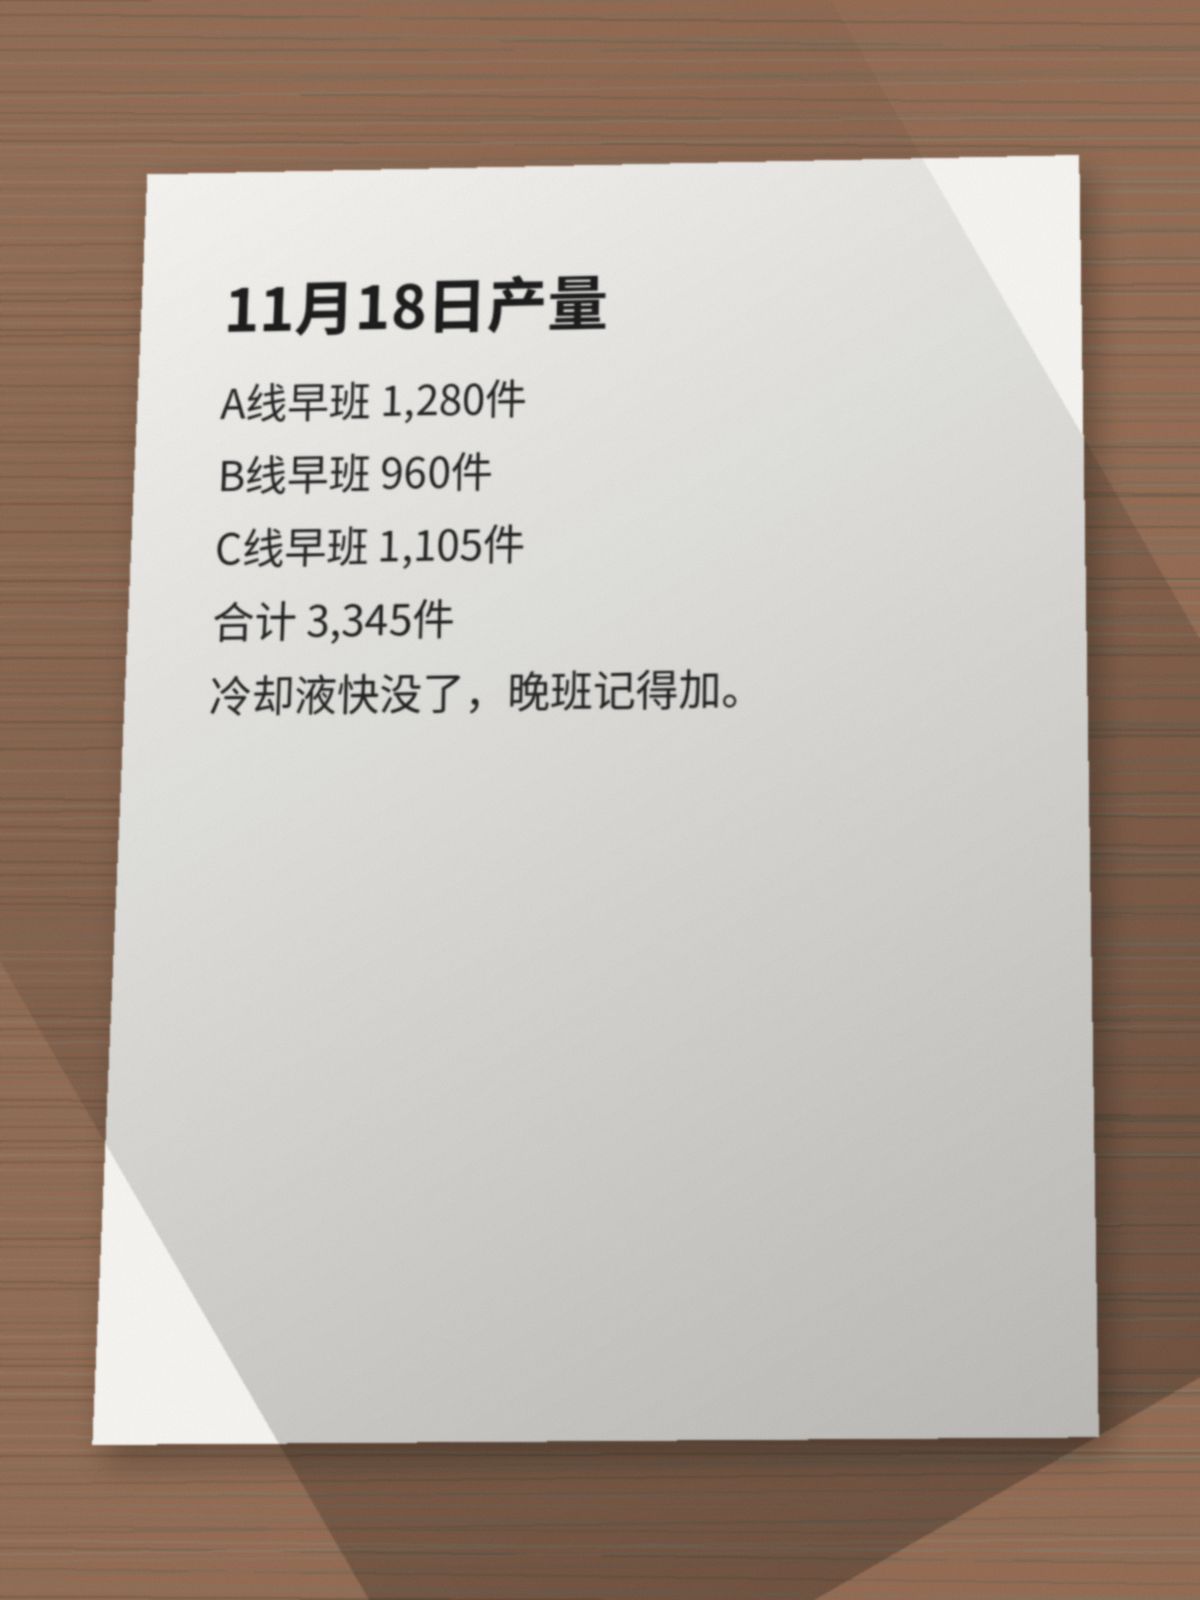 11月18日产量
A线早班 1,280件
B线早班 960件
C线早班 1,105件
合计 3,345件
冷却液快没了，晚班记得加。